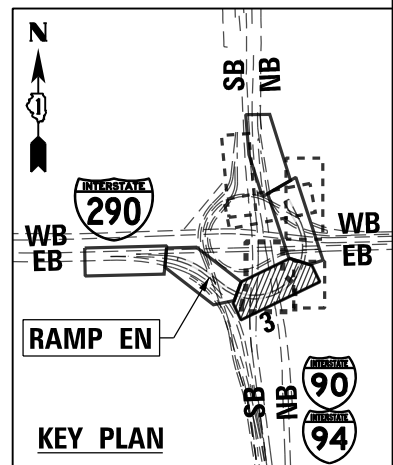 N
1
SB
NB
INTERSTATE
290
WB
EB
WB
EB
RAMP EN
3
SB
NB
INTERSTATE
90
INTERSTATE
94
KEY PLAN